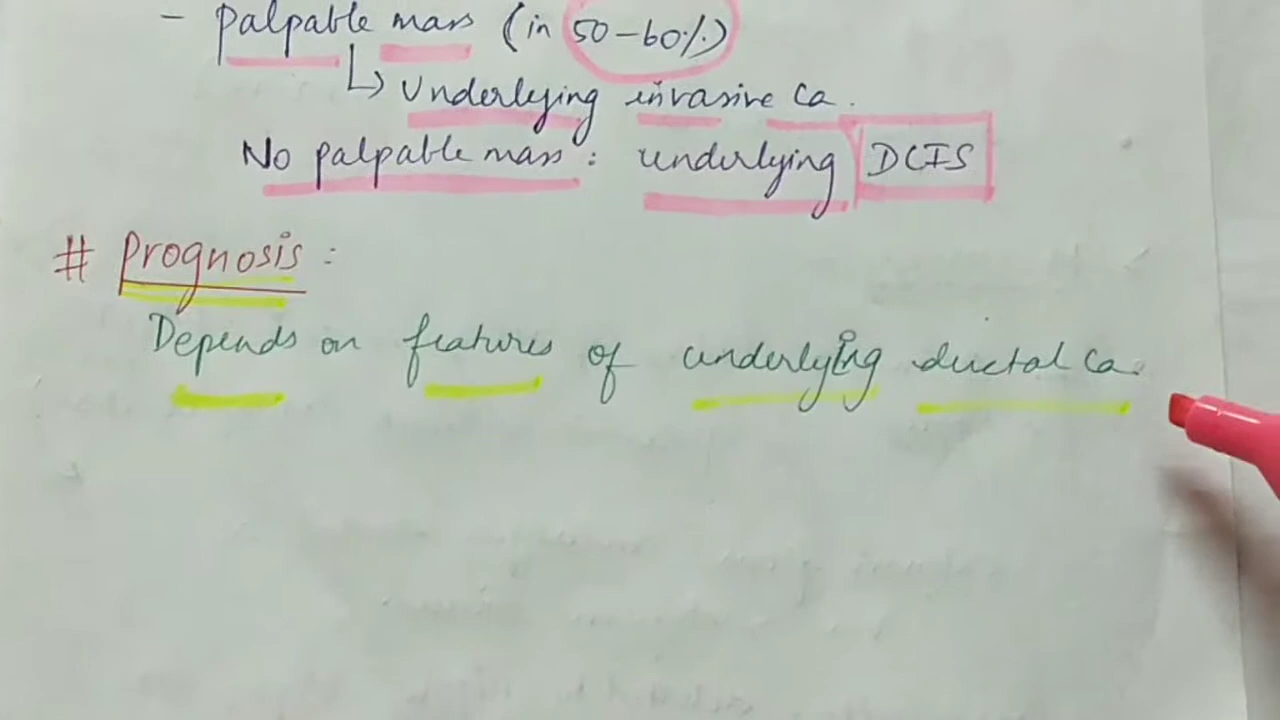 - Palpable mass (in 50-60%)
↳ Underlying invasive Ca.
No palpable mass: underlying DCIS
# Prognosis:
Depends on features of underlying ductal Ca.